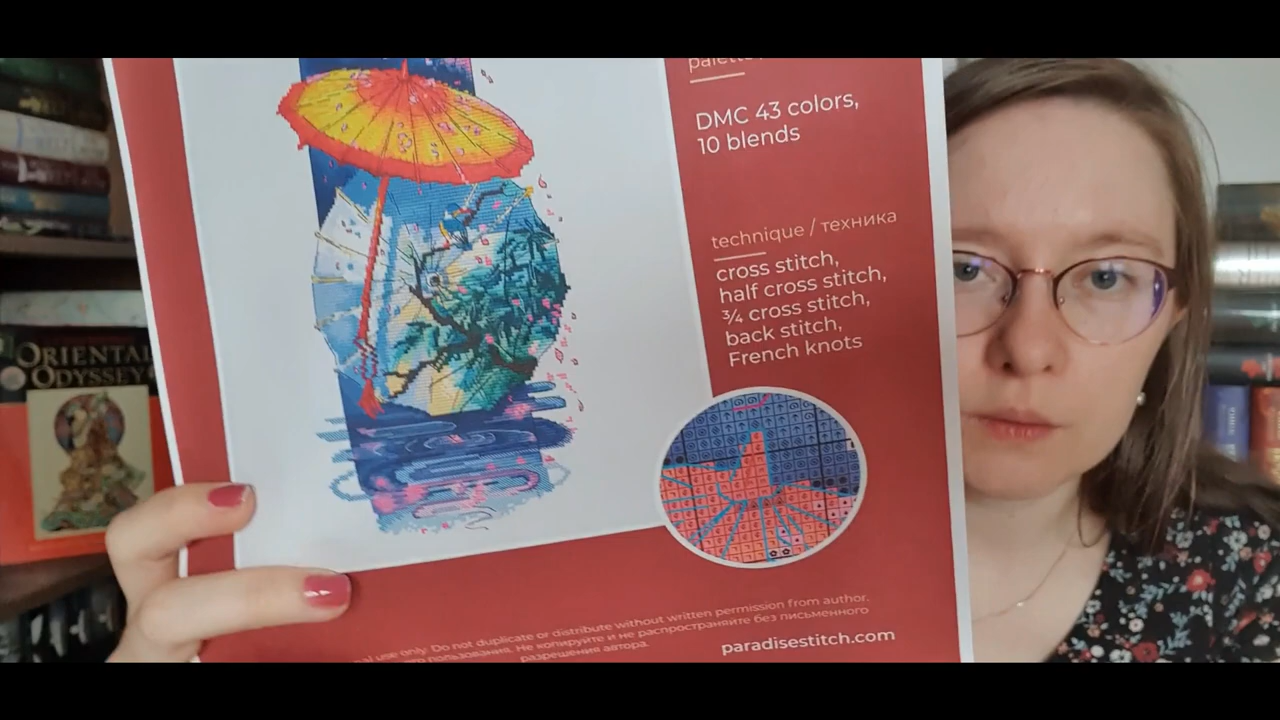 ORIENTAL
ODYSSEY
DMC 43 colors,
10 blends
technique / техника
cross stitch,
half cross stitch,
¾ cross stitch,
back stitch,
French knots
use only. Do not duplicate or distribute without written permission from author.
пользования. Не копируйте и не распространяйте без письменного
разрешения автора.
paradisestitch.com